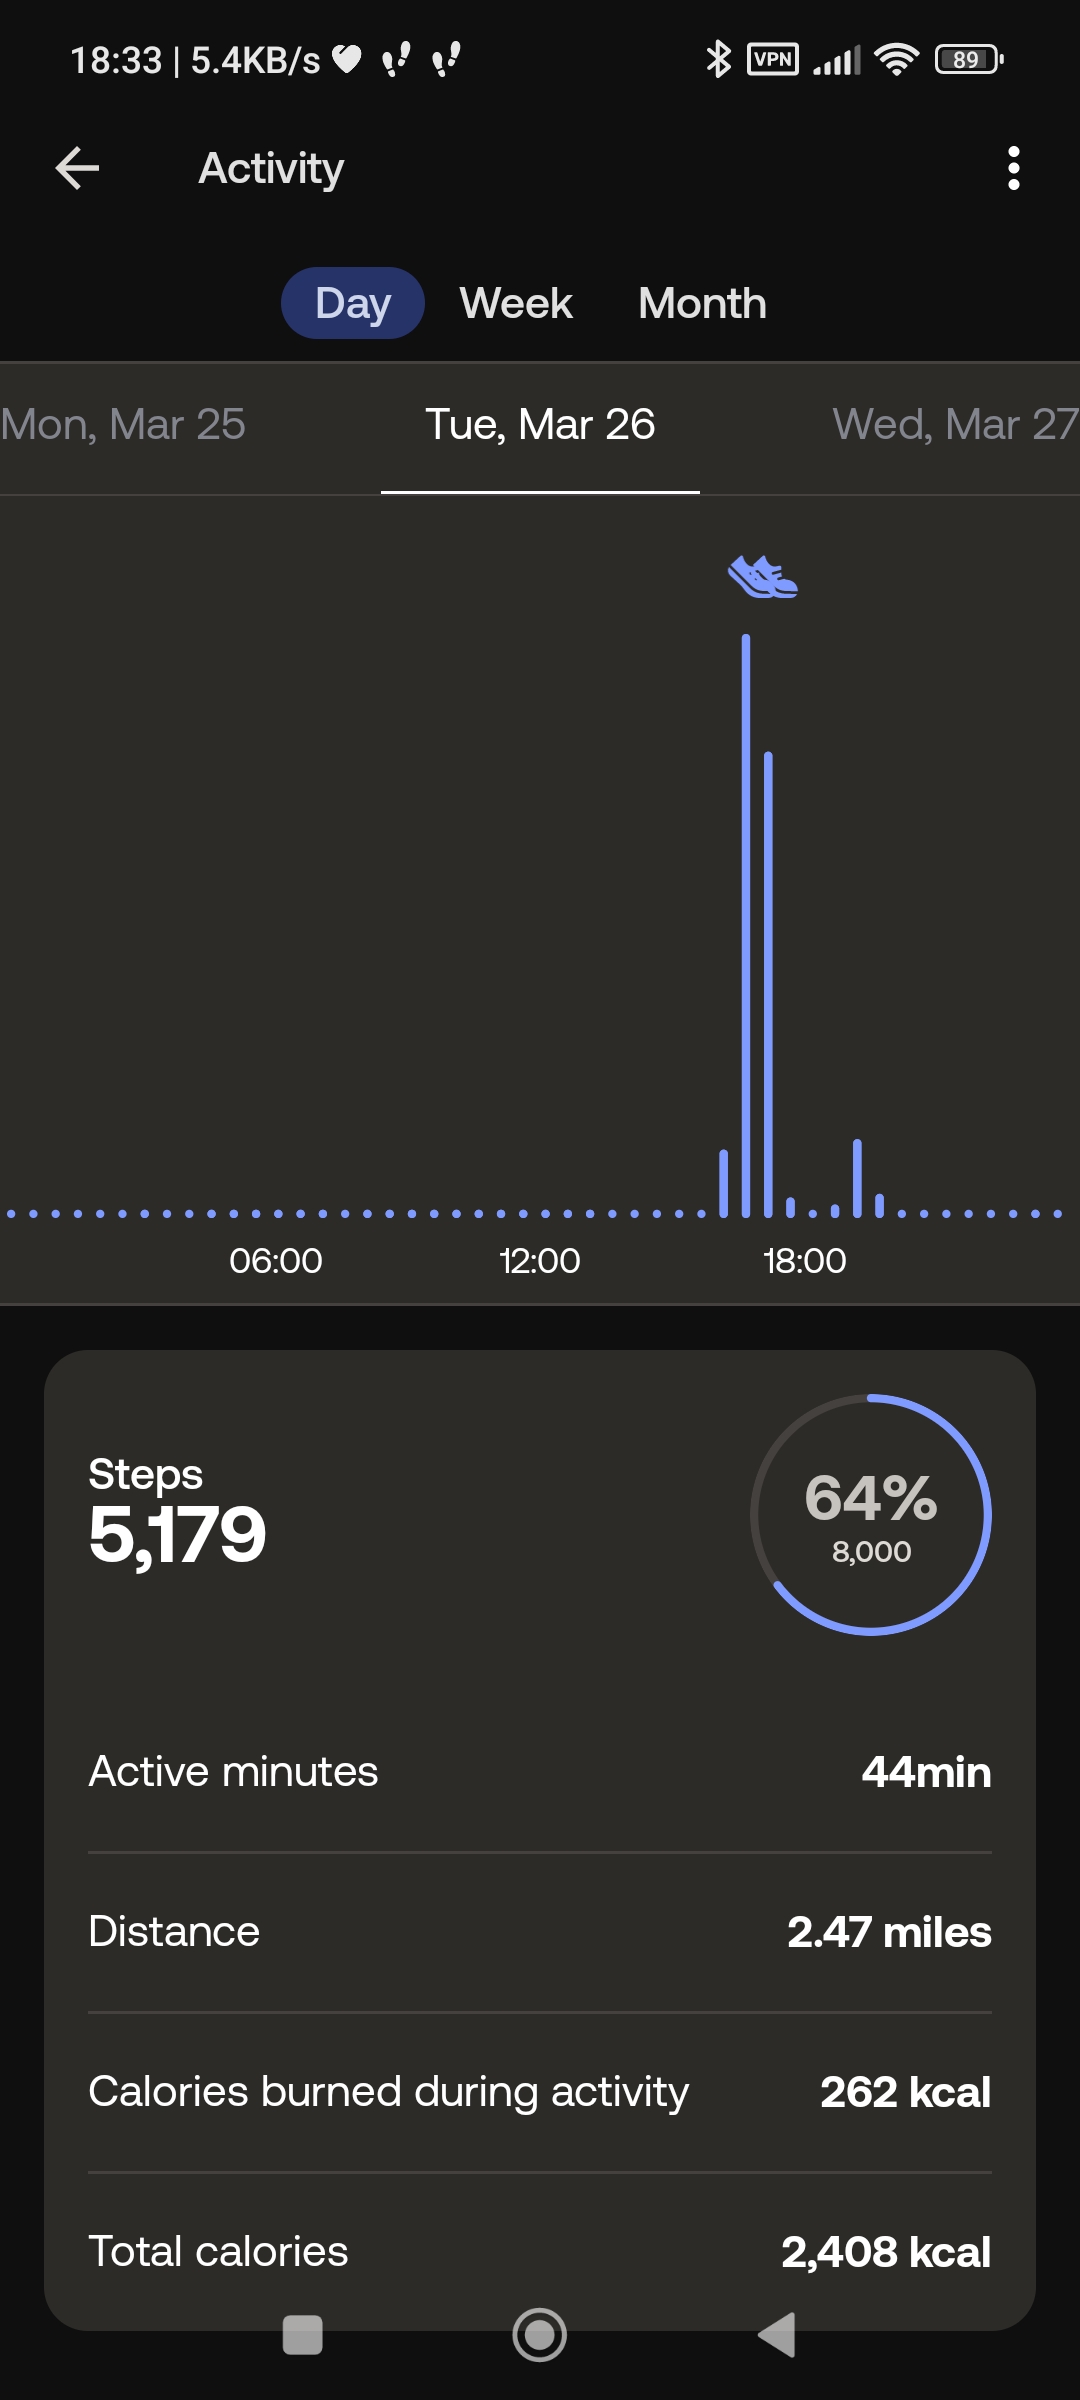 18:33 | 5.4KB/s VPN 89
Activity
Day Week Month
Mon, Mar 25 Tue, Mar 26 Wed, Mar 27
06:00 12:00 18:00
Steps
5,179
64%
8,000
Active minutes 44min
Distance 2.47 miles
Calories burned during activity 262 kcal
Total calories 2,408 kcal